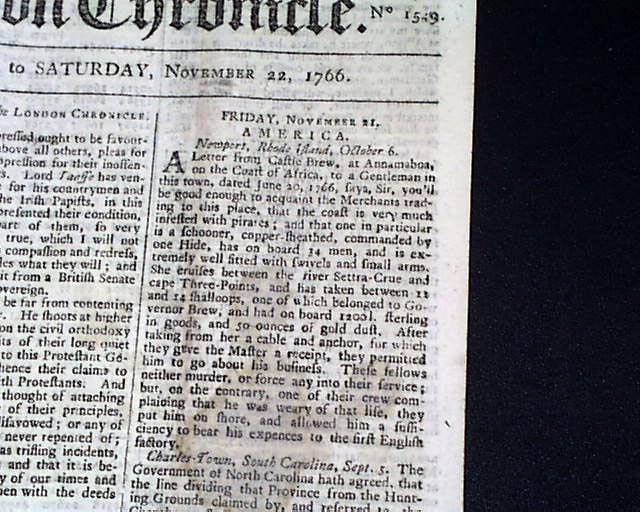 on Chronicle. Nº 1549.
to SATURDAY, NOVEMBER 22, 1766.
LONDON CHRONICLE.
pressed ought to be favour-
above all others, pleas for
ppression for their inoffen-
s. Lord Taaffe has ven-
e for his countrymen and
the Irish Papists, in this
presented their condition,
part of them, so very
true, which I will not
compassion and redress,
les what they will; and
it from a British Senate
overeign.
be far from contenting
r. He shoots at higher
on the civil orthodoxy
its of their long quiet
to this Protestant Go-
hence their claims to
ith Protestants. And
thought of attaching
of their principles,
disavowed; or any of
never repented of;
as trifling incidents,
and that it is be-
y of our times and
en with the deeds
FRIDAY, NOVEMBER 21.
AMERICA.
Newport, Rhode Island, October 6.
A Letter from Castle Brew, at Annamaboa,
on the Coast of Africa, to a Gentleman in
this town, dated June 20, 1766, says, Sir, you'll
be good enough to acquaint the Merchants trad-
ing to this place, that the coast is very much
infested with pirates; and that one in particular
is a schooner, copper-sheathed, commanded by
one Hide, has on board 34 men, and is ex-
tremely well fitted with swivels and small arms.
She cruises between the river Settra-Crue and
cape Three-Points, and has taken between 12
and 14 shalloops, one of which belonged to Go-
vernor Brew, and had on board 1200l. sterling
in goods, and 50 ounces of gold dust. After
taking from her a cable and anchor, for which
they gave the Master a receipt, they permitted
him to go about his business. These fellows
neither murder, or force any into their service;
but, on the contrary, one of their crew com-
plaining that he was weary of that life, they
put him on shore, and allowed him a suffi-
ciency to bear his expences to the first English
factory.
Charles-Town, South Carolina, Sept. 5. The
Government of North Carolina hath agreed, that
the line dividing that Province from the Hunt-
ing Grounds claimed by, and reserved to, the